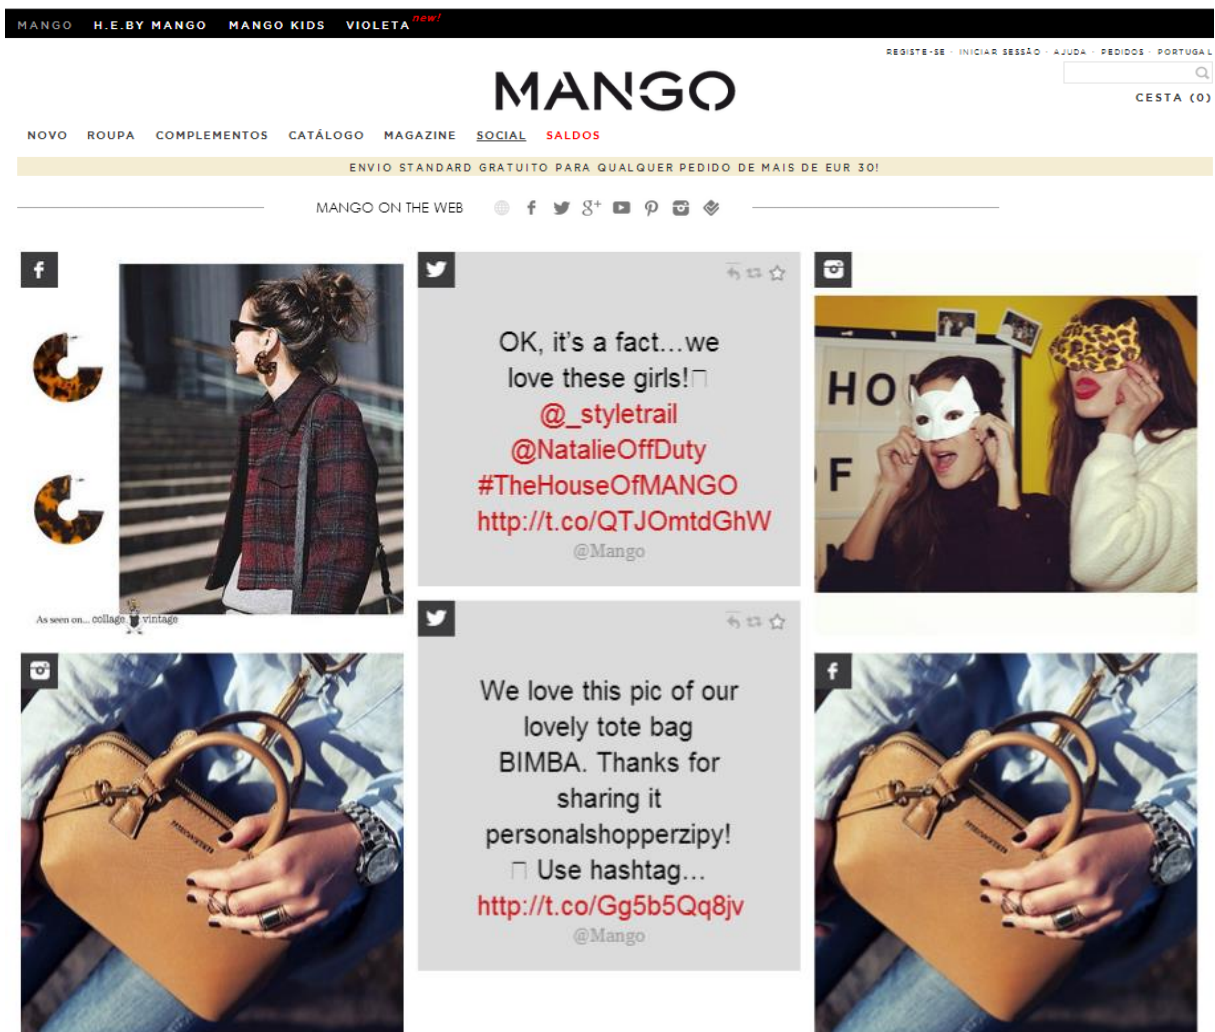 MANGO H.E.BY MANGO MANGO KIDS VIOLETA new!
REGISTE-SE · INICIAR SESSÃO · AJUDA · PEDIDOS · PORTUGAL
MANGO
CESTA (0)
NOVO ROUPA COMPLEMENTOS CATÁLOGO MAGAZINE SOCIAL SALDOS
ENVIO STANDARD GRATUITO PARA QUALQUER PEDIDO DE MAIS DE EUR 30!
MANGO ON THE WEB
OK, it's a fact...we
love these girls!
@_styletrail
@NatalieOffDuty
#TheHouseOfMANGO
http://t.co/QTJOmtdGhW
@Mango
HOU
OF
As seen on... collage vintage
We love this pic of our
lovely tote bag
BIMBA. Thanks for
sharing it
personalshopperzipy!
Use hashtag...
http://t.co/Gg5b5Qq8jv
@Mango